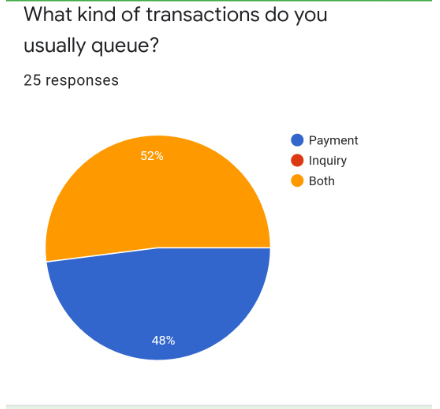 What kind of transactions do you
usually queue?
25 responses
52%
48%
Payment
Inquiry
Both